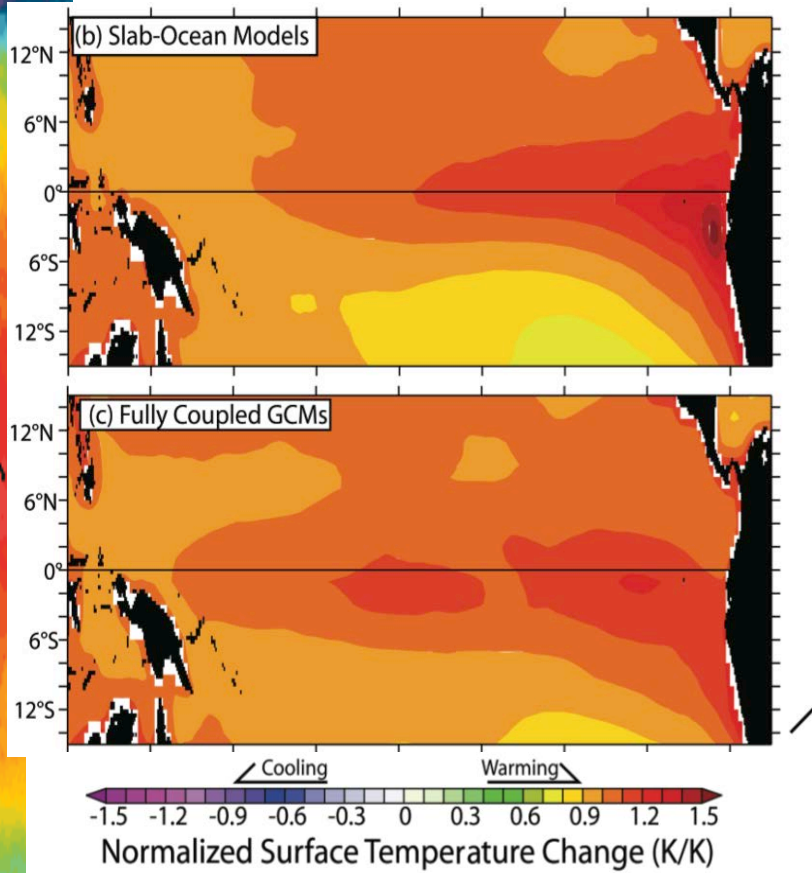 (b) Slab-Ocean Models
12°N
6°N
0°
6°S
12°S
(c) Fully Coupled GCMs
12°N
6°N
0°
6°S
12°S
Cooling Warming
-1.5 -1.2 -0.9 -0.6 -0.3 0 0.3 0.6 0.9 1.2 1.5
Normalized Surface Temperature Change (K/K)